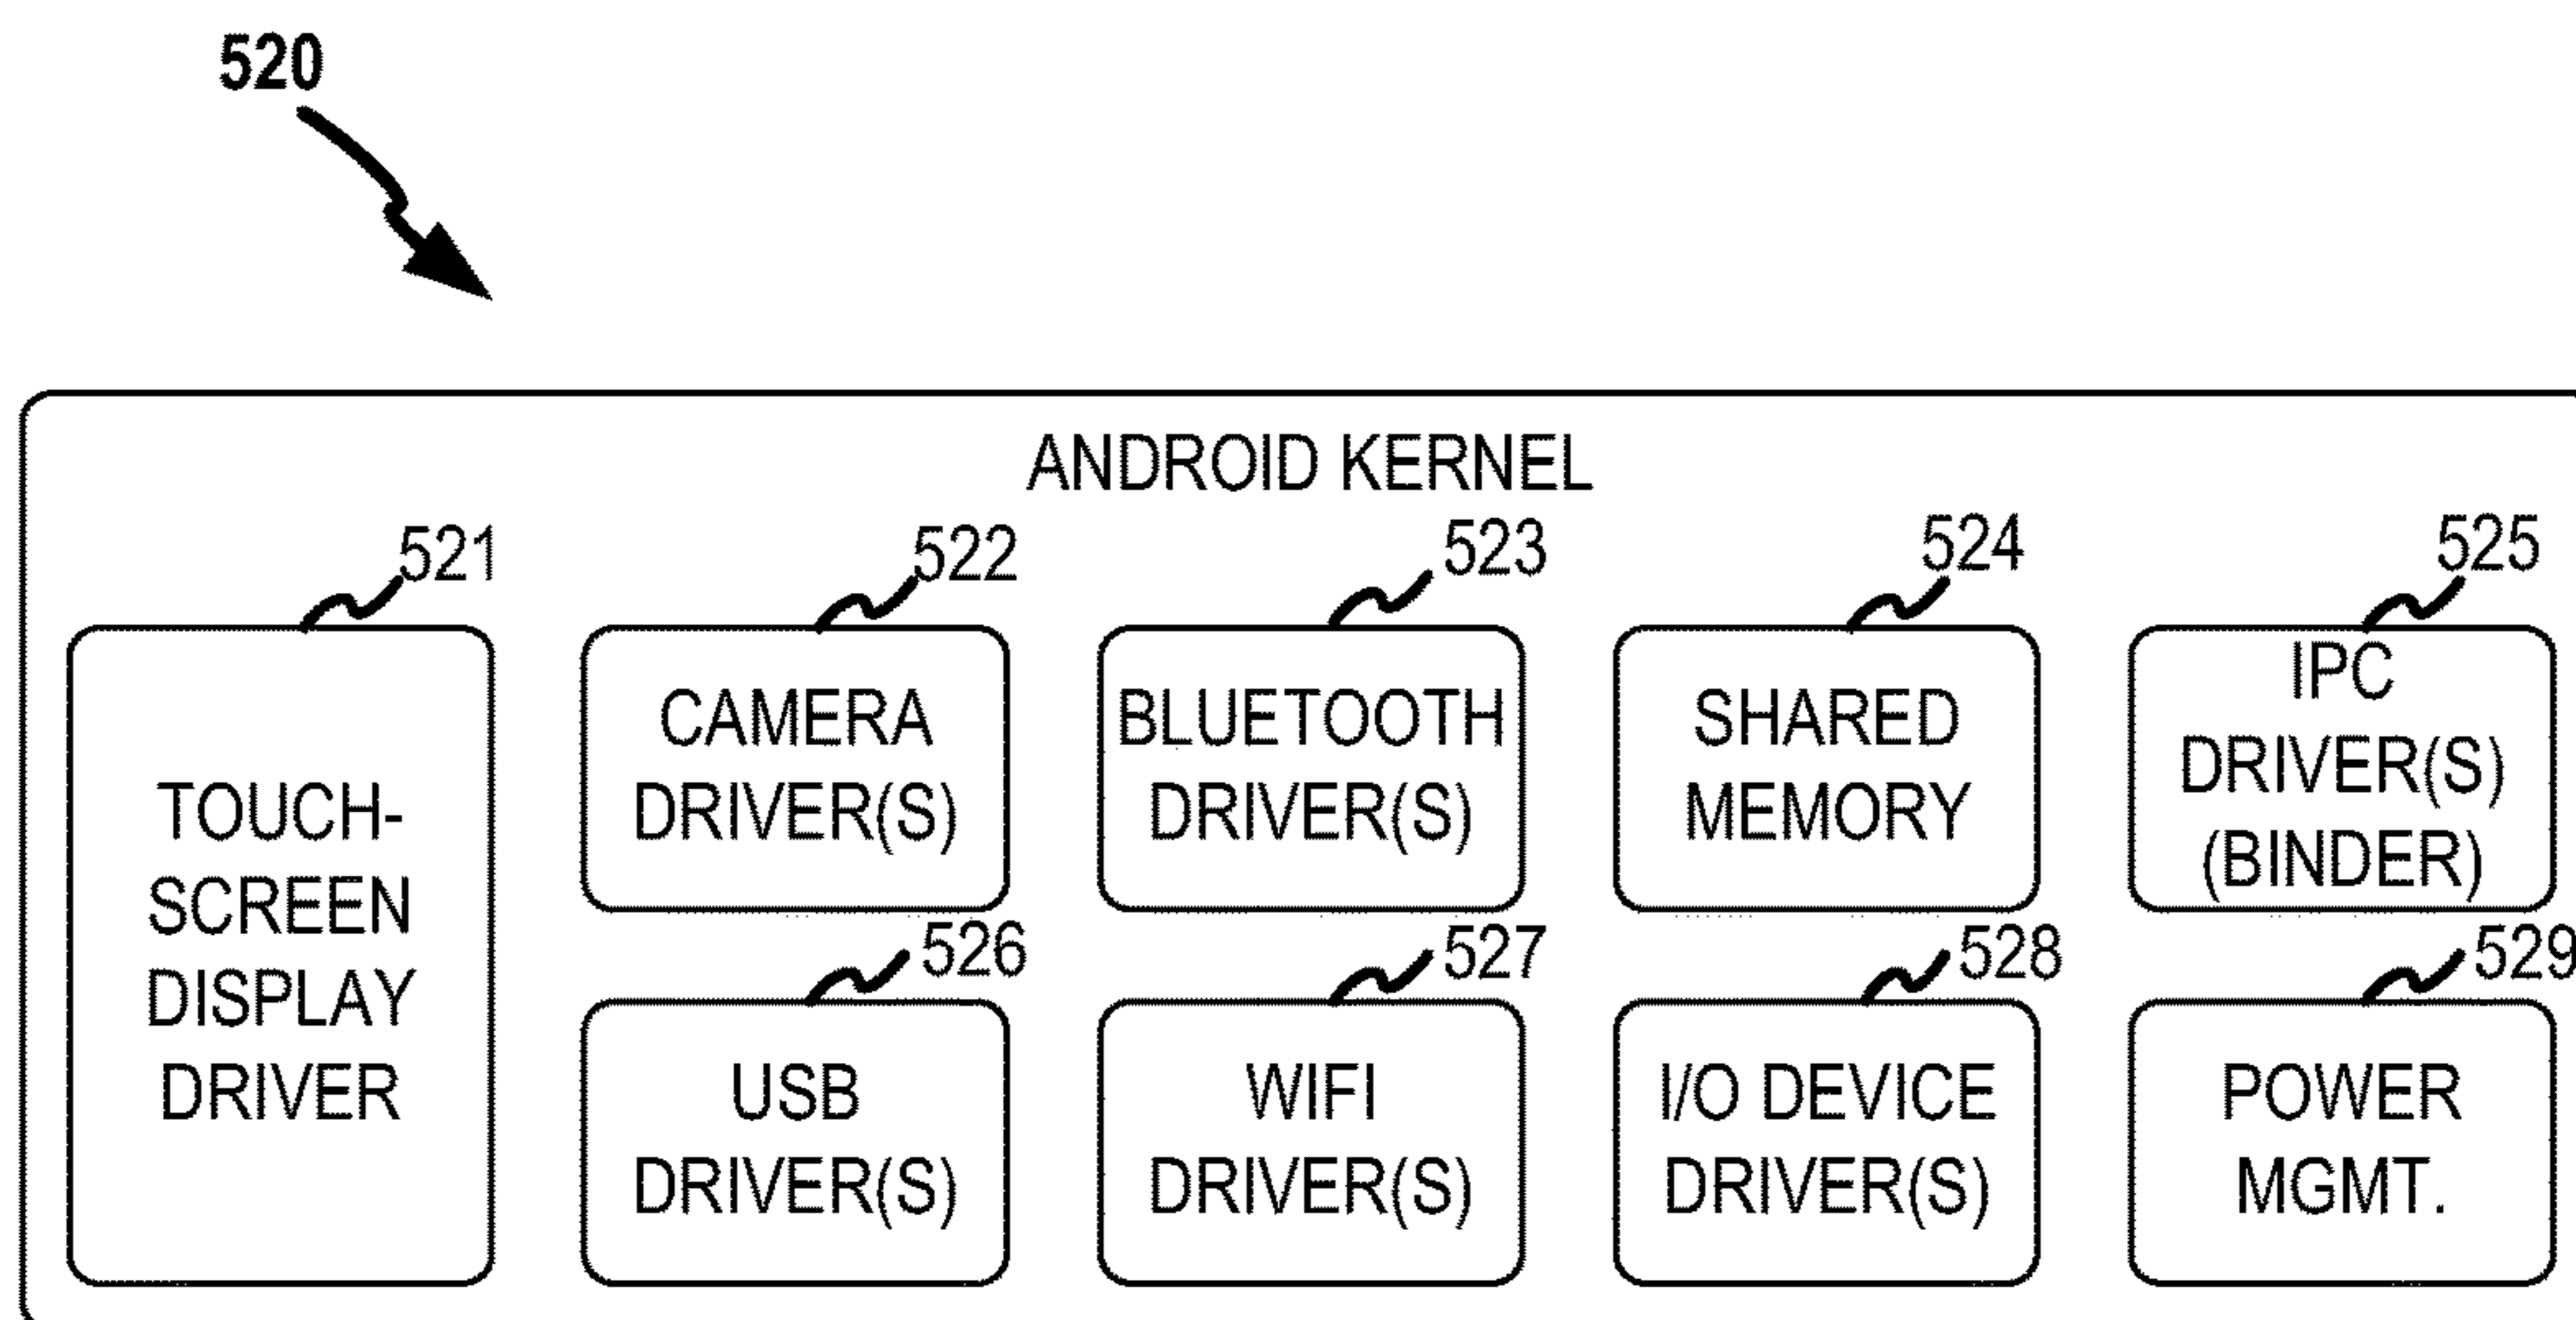 520
ANDROID KERNEL
521
522
523
524
525
TOUCH-
SCREEN
DISPLAY
DRIVER
CAMERA
DRIVER(S)
BLUETOOTH
DRIVER(S)
SHARED
MEMORY
IPC
DRIVER(S)
(BINDER)
526
527
528
529
USB
DRIVER(S)
WIFI
DRIVER(S)
I/O DEVICE
DRIVER(S)
POWER
MGMT.